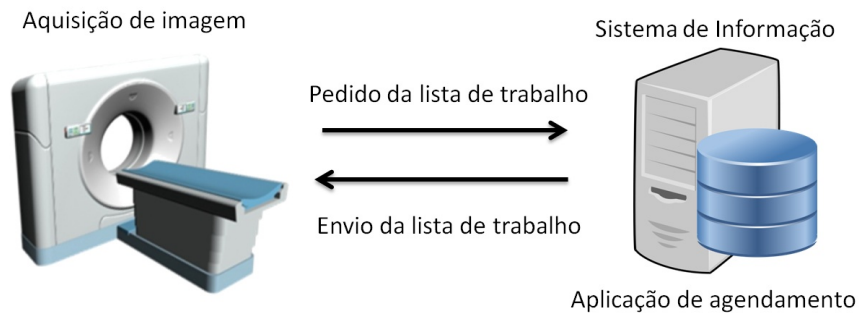 Aquisição de imagem
Sistema de Informação
Pedido da lista de trabalho
Envio da lista de trabalho
Aplicação de agendamento